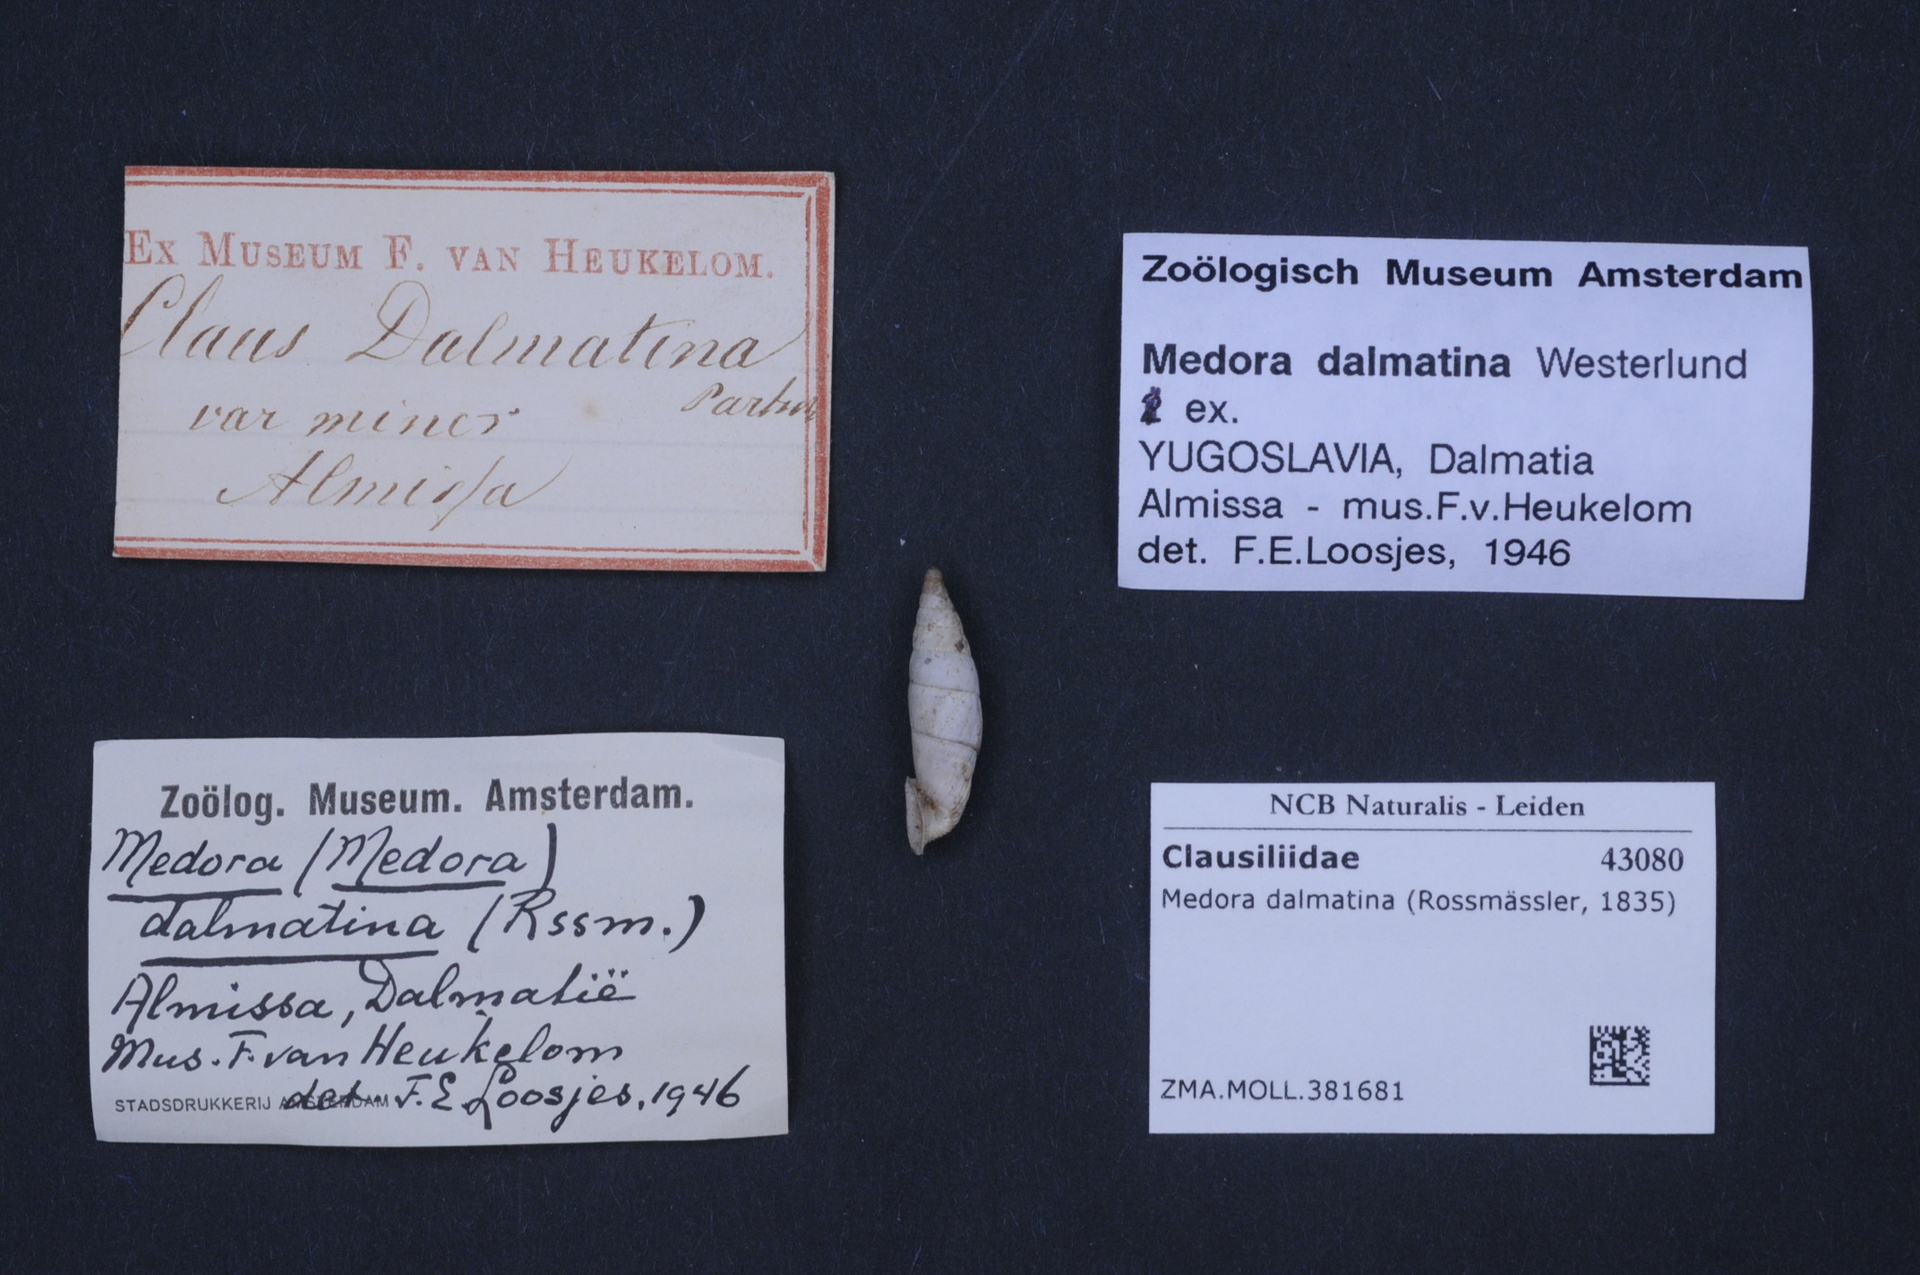 Ex Museum F. van Heukelom.
Claus Dalmatina
Partsch
var minor
Almissa
Zoölogisch Museum Amsterdam
Medora dalmatina Westerlund
ex.
YUGOSLAVIA, Dalmatia
Almissa - mus.F.v.Heukelom
det. F.E.Loosjes, 1946
Zoölog. Museum. Amsterdam.
Medora (Medora)
dalmatina (Rssm.)
Almissa, Dalmatië
Mus. F. van Heukelom
det. F.E. Loosjes, 1946
STADSDRUKKERIJ AMSTERDAM
NCB Naturalis - Leiden
Clausiliidae 43080
Medora dalmatina (Rossmässler, 1835)
ZMA.MOLL.381681